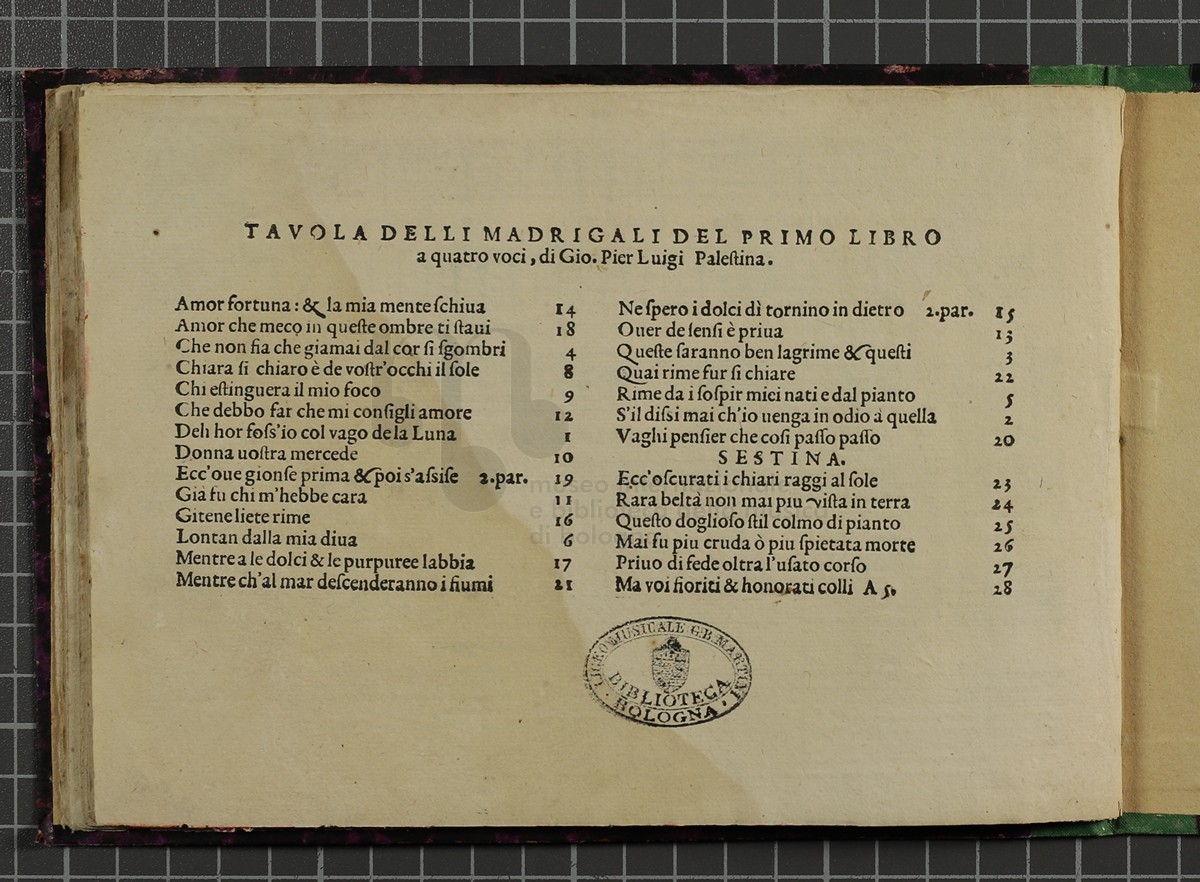 TAVOLA DELLI MADRIGALI DEL PRIMO LIBRO
a quatro voci, di Gio. Pier Luigi Paleſtina.
Amor fortuna: & la mia mente ſchiua 14
Amor che meco in queſte ombre ti ſtaui 18
Che non fia che giamai dal cor ſi ſgombri 4
Chiara ſi chiaro è de voſtr'occhi il ſole 8
Chi eſtinguera il mio foco 9
Che debbo far che mi conſigli amore 12
Deh hor foſs'io col vago de la Luna 1
Donna uoſtra mercede 10
Ecc'oue gionſe prima & poi s'aſsiſe 2.par. 19
Gia fu chi m'hebbe cara 11
Gitene liete rime 16
Lontan dalla mia diua 6
Mentre a le dolci & le purpuree labbia 17
Mentre ch'al mar deſcenderanno i fiumi 21
Ne ſpero i dolci dì tornino in dietro 2.par. 15
Ouer de ſenſi è priua 13
Queſte ſaranno ben lagrime & queſti 3
Quai rime fur ſi chiare 22
Rime da i ſoſpir miei nati e dal pianto 5
S'il diſsi mai ch'io uenga in odio à quella 2
Vaghi penſier che coſi paſſo paſſo 20
SESTINA.
Ecc'oſcurati i chiari raggi al ſole 23
Rara beltà non mai piu viſta in terra 24
Queſto doglioſo ſtil colmo di pianto 25
Mai fu piu cruda ò piu ſpietata morte 26
Priuo di fede oltra l'uſato corſo 27
Ma voi fioriti & honorati colli A 5. 28
LICEO MUSICALE G.B. MARTINI
BIBLIOTECA
BOLOGNA
museo
e biblio
di bolo